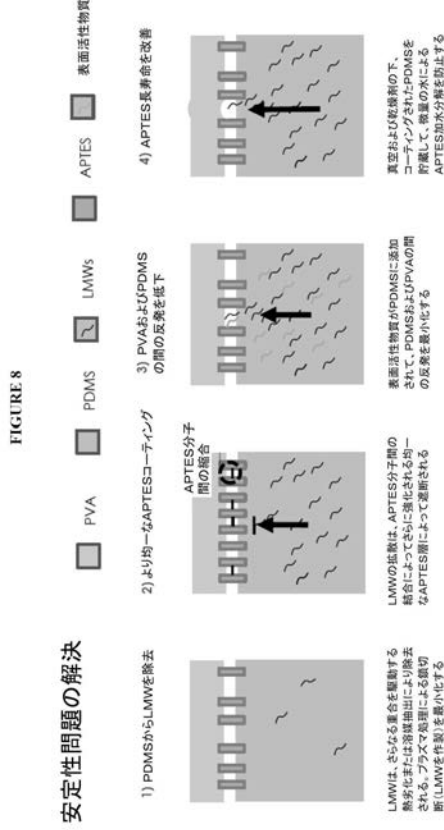 FIGURE 8
安定性問題の解決
PVA
PDMS
LMWs
APTES
表面活性物質
1) PDMSからLMWを除去
LMWは、さらなる重合を駆動する
熱劣化または溶媒抽出により除去
される。プラズマ処理による鎖切
断(LMWを作製)を最小化する
2)より均一なAPTESコーティング
APTES分子
間の縮合
LMWの拡散は、APTES分子間の
結合によってさらに強化される均一
なAPTES層によって遮断される
3) PVAおよびPDMS
の間の反発を低下
表面活性物質がPDMSに添加
されて、PDMSおよびPVAの間
の反発を最小化する
4) APTES長寿命を改善
真空および乾燥剤の下、
コーティングされたPDMSを
貯蔵して、微量の水による
APTES加水分解を防止する